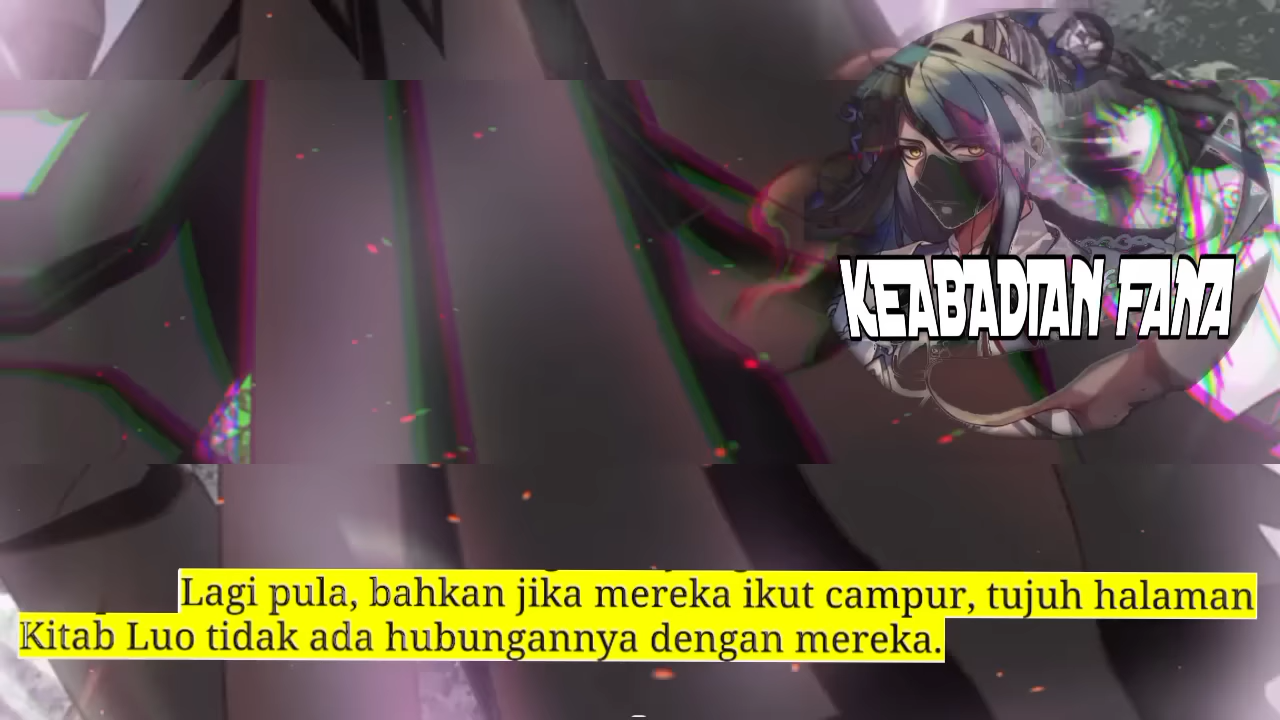 KEABADIAN FANA
Lagi pula, bahkan jika mereka ikut campur, tujuh halaman
Kitab Luo tidak ada hubungannya dengan mereka.